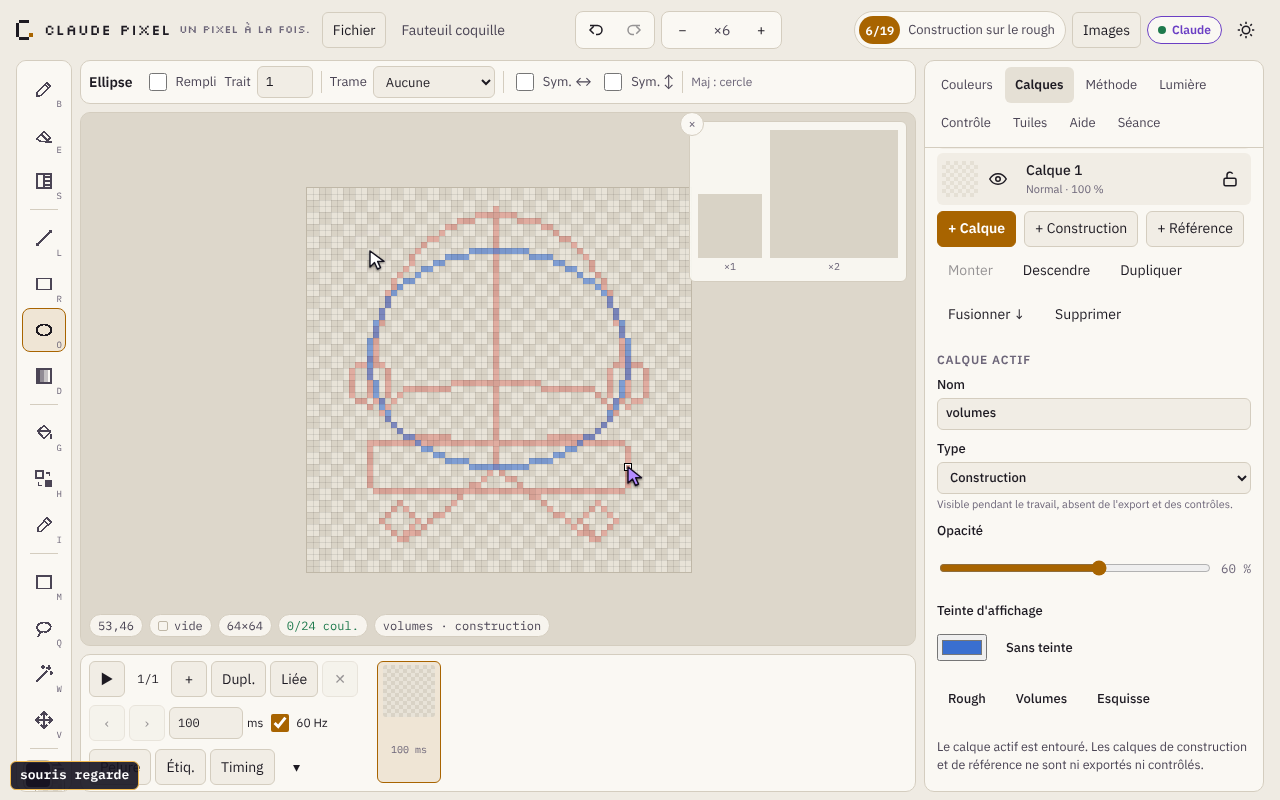 CLAUDE PIXEL UN PIXEL À LA FOIS. Fichier Fauteuil coquille − ×6 + 6/19 Construction sur le rough Images Claude
Ellipse Rempli Trait 1 Trame Aucune Sym. ↔ Sym. ↕ Maj : cercle
B
E
S
L
R
O
D
G
H
I
M
Q
W
V
×
×1 ×2
53,46 vide 64×64 0/24 coul. volumes · construction
1/1 + Dupl. Liée ✕
‹ › 100 ms 60 Hz
Étiq. Timing ▼
100 ms
souris regarde
Couleurs Calques Méthode Lumière
Contrôle Tuiles Aide Séance
Calque 1
Normal · 100 %
+ Calque + Construction + Référence
Monter Descendre Dupliquer
Fusionner ↓ Supprimer
CALQUE ACTIF
Nom
volumes
Type
Construction
Visible pendant le travail, absent de l'export et des contrôles.
Opacité
60 %
Teinte d'affichage
Sans teinte
Rough Volumes Esquisse
Le calque actif est entouré. Les calques de construction
et de référence ne sont ni exportés ni contrôlés.